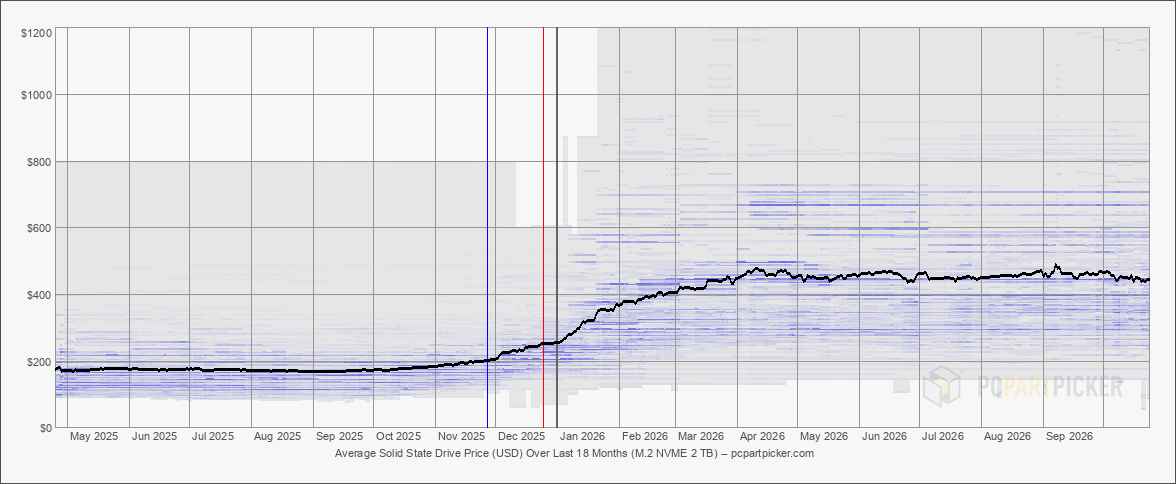 $1200
$1000
$800
$600
$400
$200
$0
PCPARTPICKER
May 2025 Jun 2025 Jul 2025 Aug 2025 Sep 2025 Oct 2025 Nov 2025 Dec 2025 Jan 2026 Feb 2026 Mar 2026 Apr 2026 May 2026 Jun 2026 Jul 2026 Aug 2026 Sep 2026
Average Solid State Drive Price (USD) Over Last 18 Months (M.2 NVME 2 TB) – pcpartpicker.com